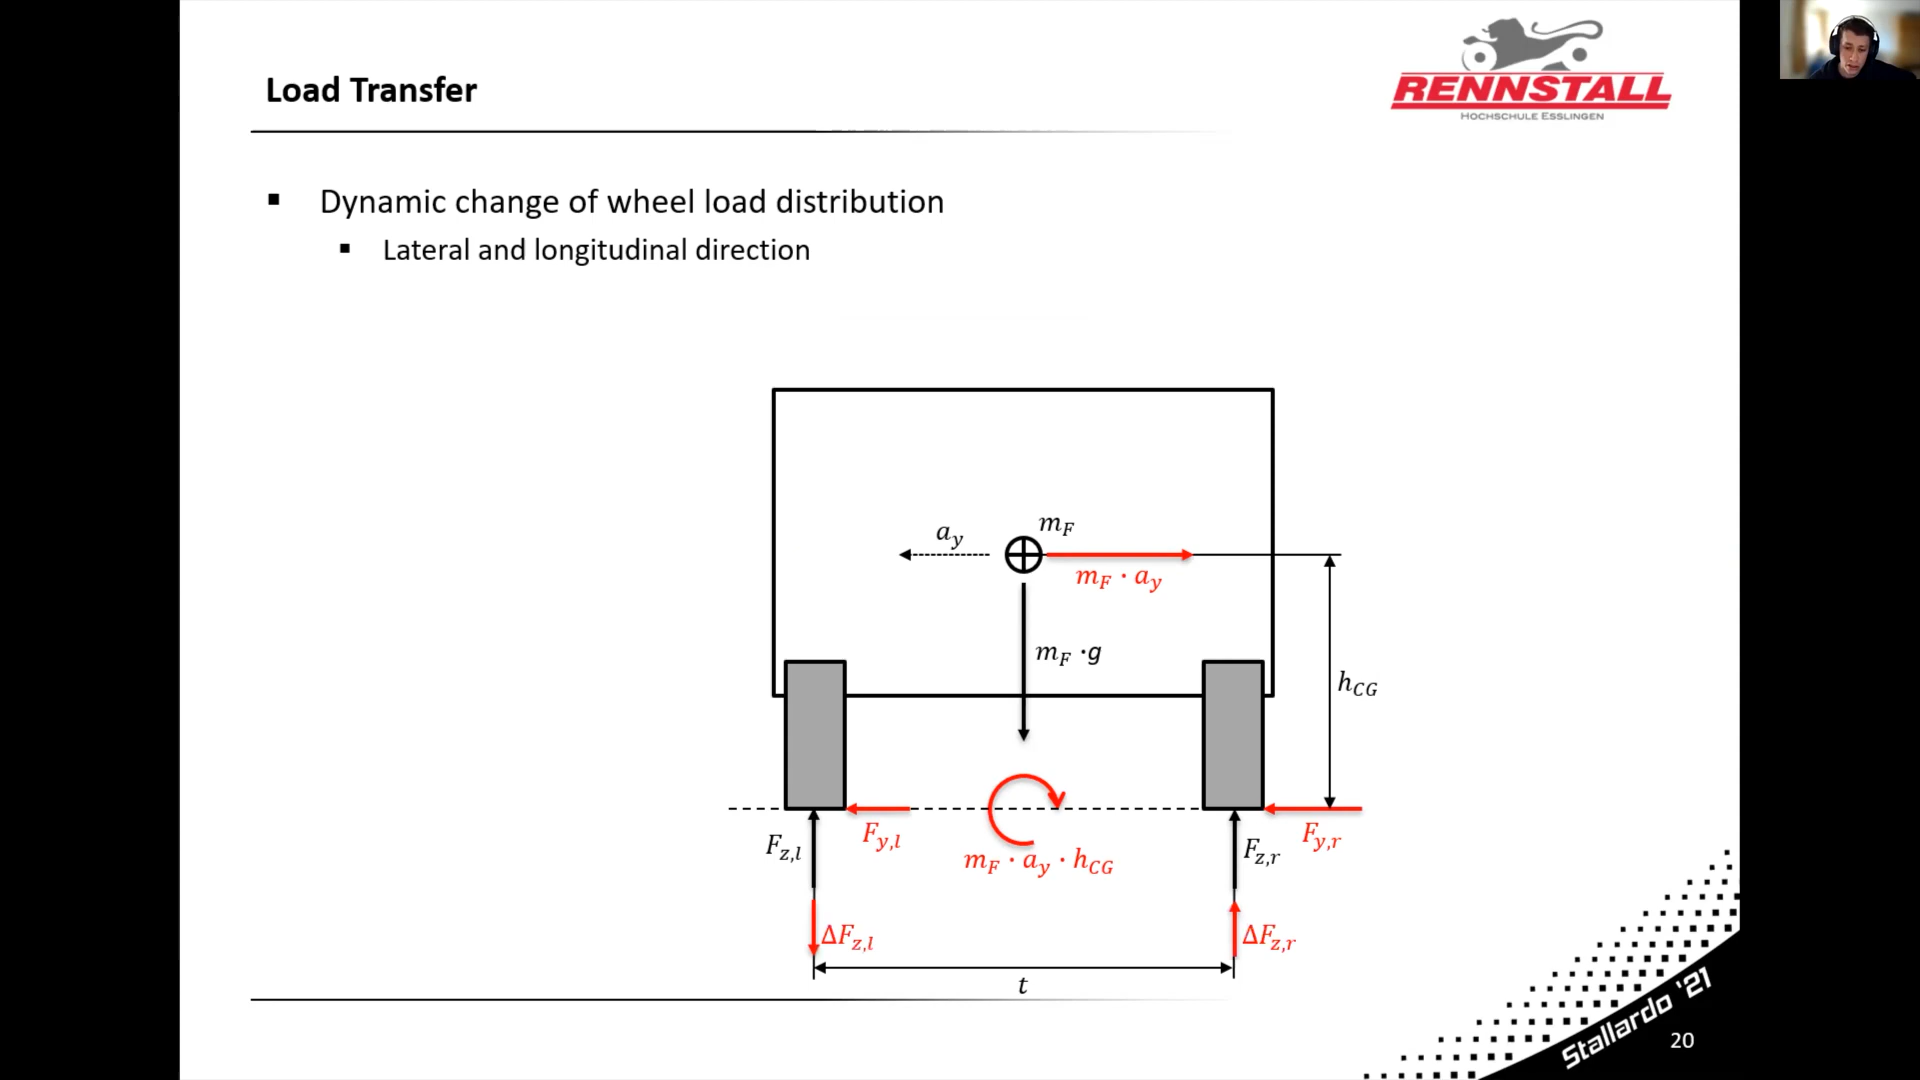 Load Transfer
RENNSTALL
HOCHSCHULE ESSLINGEN
▪ Dynamic change of wheel load distribution
▪ Lateral and longitudinal direction
a_y
m_F
m_F · a_y
m_F · g
h_CG
F_z,l
F_y,l
m_F · a_y · h_CG
F_z,r
F_y,r
ΔF_z,l
ΔF_z,r
t
Stallardo '21
20